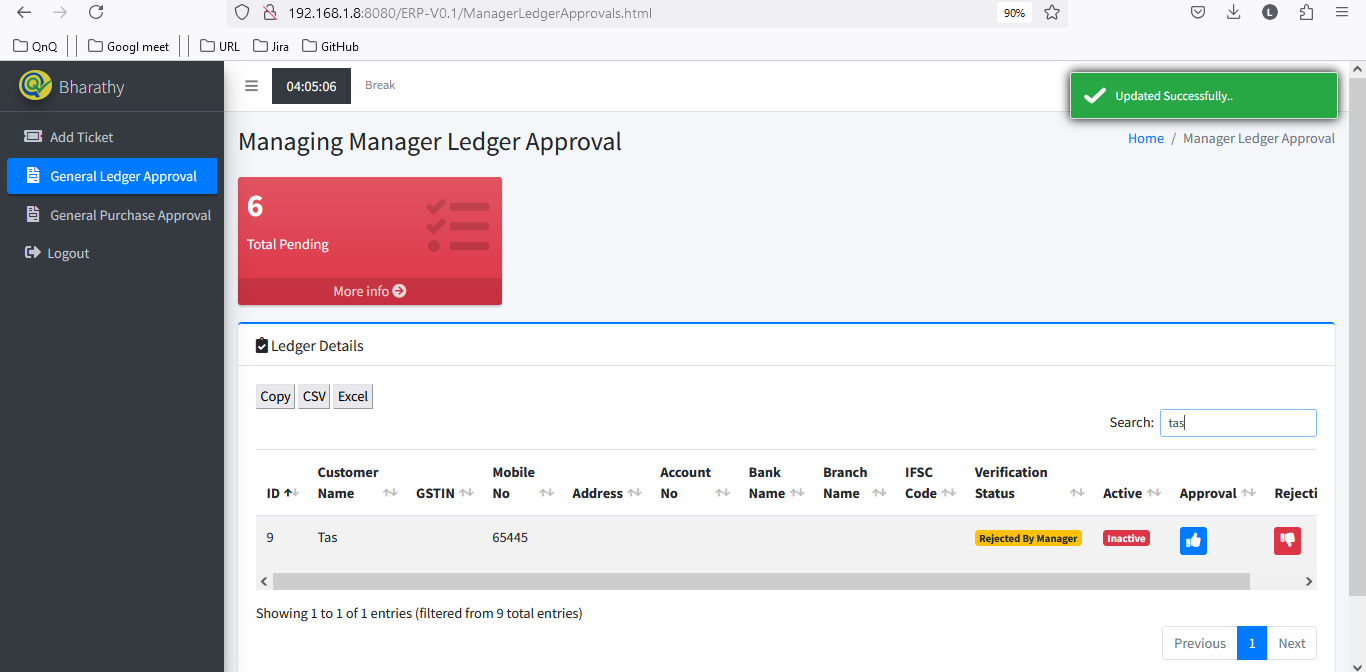 192.168.1.8:8080/ERP-V0.1/ManagerLedgerApprovals.html 90% L
QnQ Googl meet URL Jira GitHub
Bharathy
04:05:06 Break
Updated Successfully..
Add Ticket
General Ledger Approval
General Purchase Approval
Logout
Managing Manager Ledger Approval
Home / Manager Ledger Approval
6
Total Pending
More info
Ledger Details
Copy CSV Excel
Search: tas
ID Customer Name GSTIN Mobile No Address Account No Bank Name Branch Name IFSC Code Verification Status Active Approval Rejecti
9 Tas 65445 Rejected By Manager Inactive
Showing 1 to 1 of 1 entries (filtered from 9 total entries)
Previous 1 Next